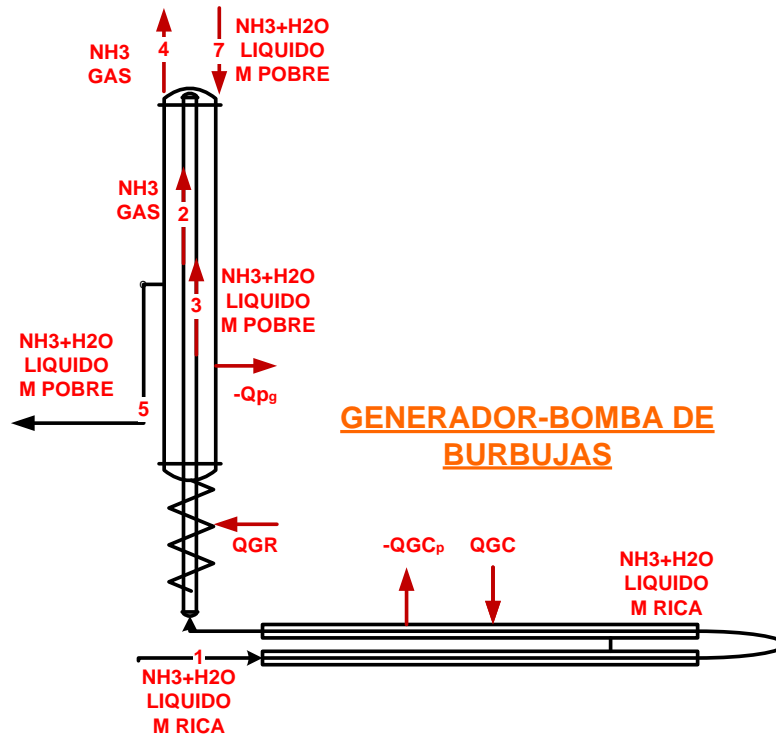 NH3
GAS
4
7
NH3+H2O
LIQUIDO
M POBRE
NH3
GAS
2
NH3+H2O
LIQUIDO
M POBRE
3
NH3+H2O
LIQUIDO
M POBRE
5
-Qpg
GENERADOR-BOMBA DE
BURBUJAS
QGR
-QGCp
QGC
NH3+H2O
LIQUIDO
M RICA
1
NH3+H2O
LIQUIDO
M RICA